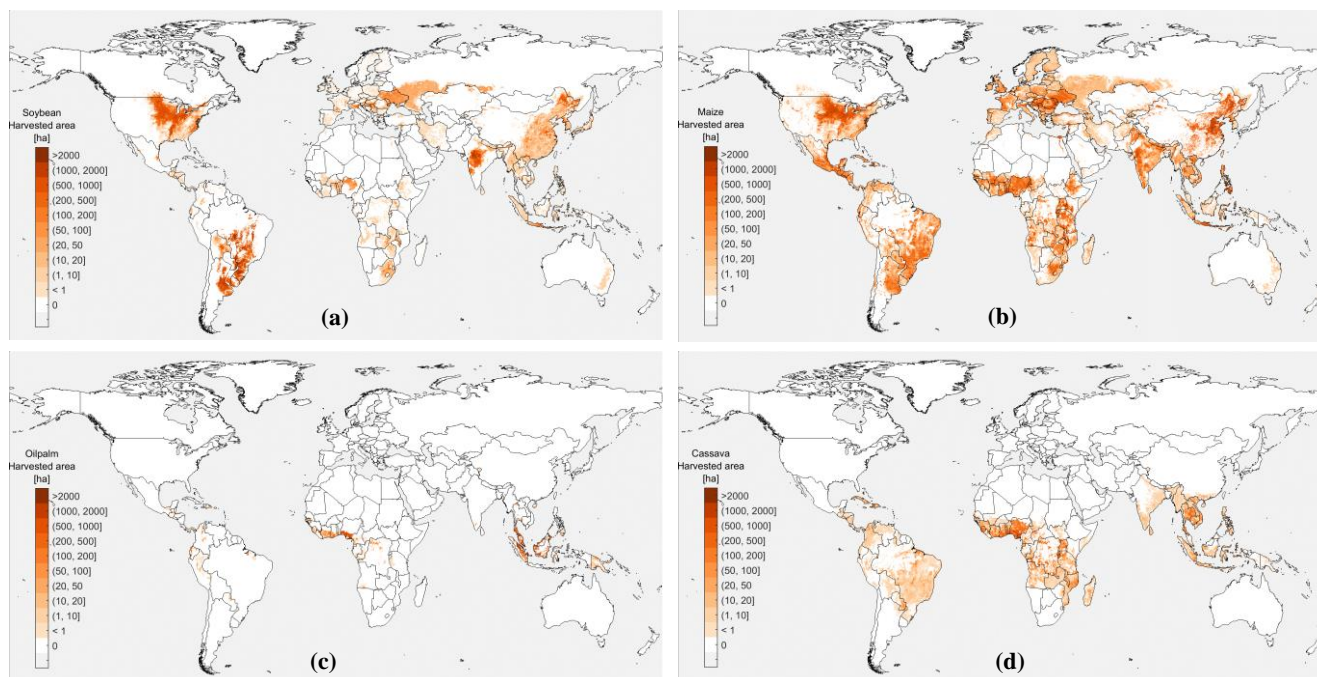 Soybean
Harvested area
[ha]
>2000
(1000, 2000]
(500, 1000]
(200, 500]
(100, 200]
(50, 100]
(20, 50
(10, 20]
(1, 10]
< 1
0
(a)
Maize
Harvested area
[ha]
>2000
(1000, 2000]
(500, 1000]
(200, 500]
(100, 200]
(50, 100]
(20, 50
(10, 20]
(1, 10]
< 1
0
(b)
Oilpalm
Harvested area
[ha]
>2000
(1000, 2000]
(500, 1000]
(200, 500]
(100, 200]
(50, 100]
(20, 50
(10, 20]
(1, 10]
< 1
0
(c)
Cassava
Harvested area
[ha]
>2000
(1000, 2000]
(500, 1000]
(200, 500]
(100, 200]
(50, 100]
(20, 50
(10, 20]
(1, 10]
< 1
0
(d)